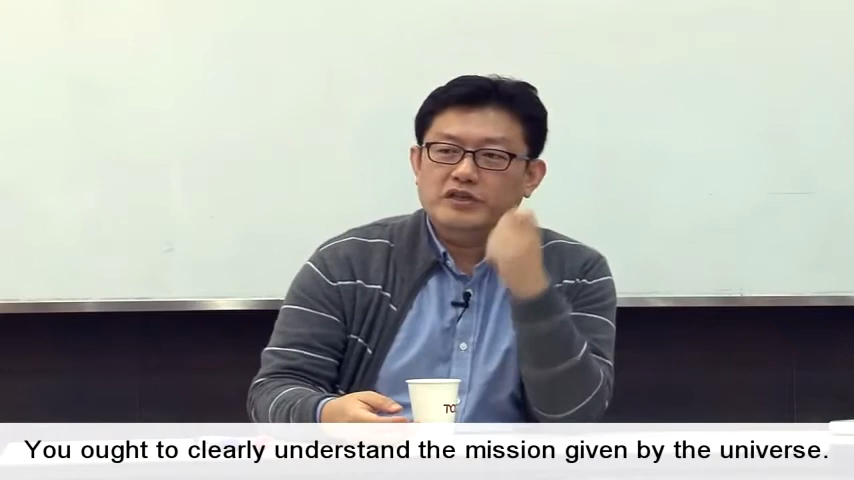 You ought to clearly understand the mission given by the universe.